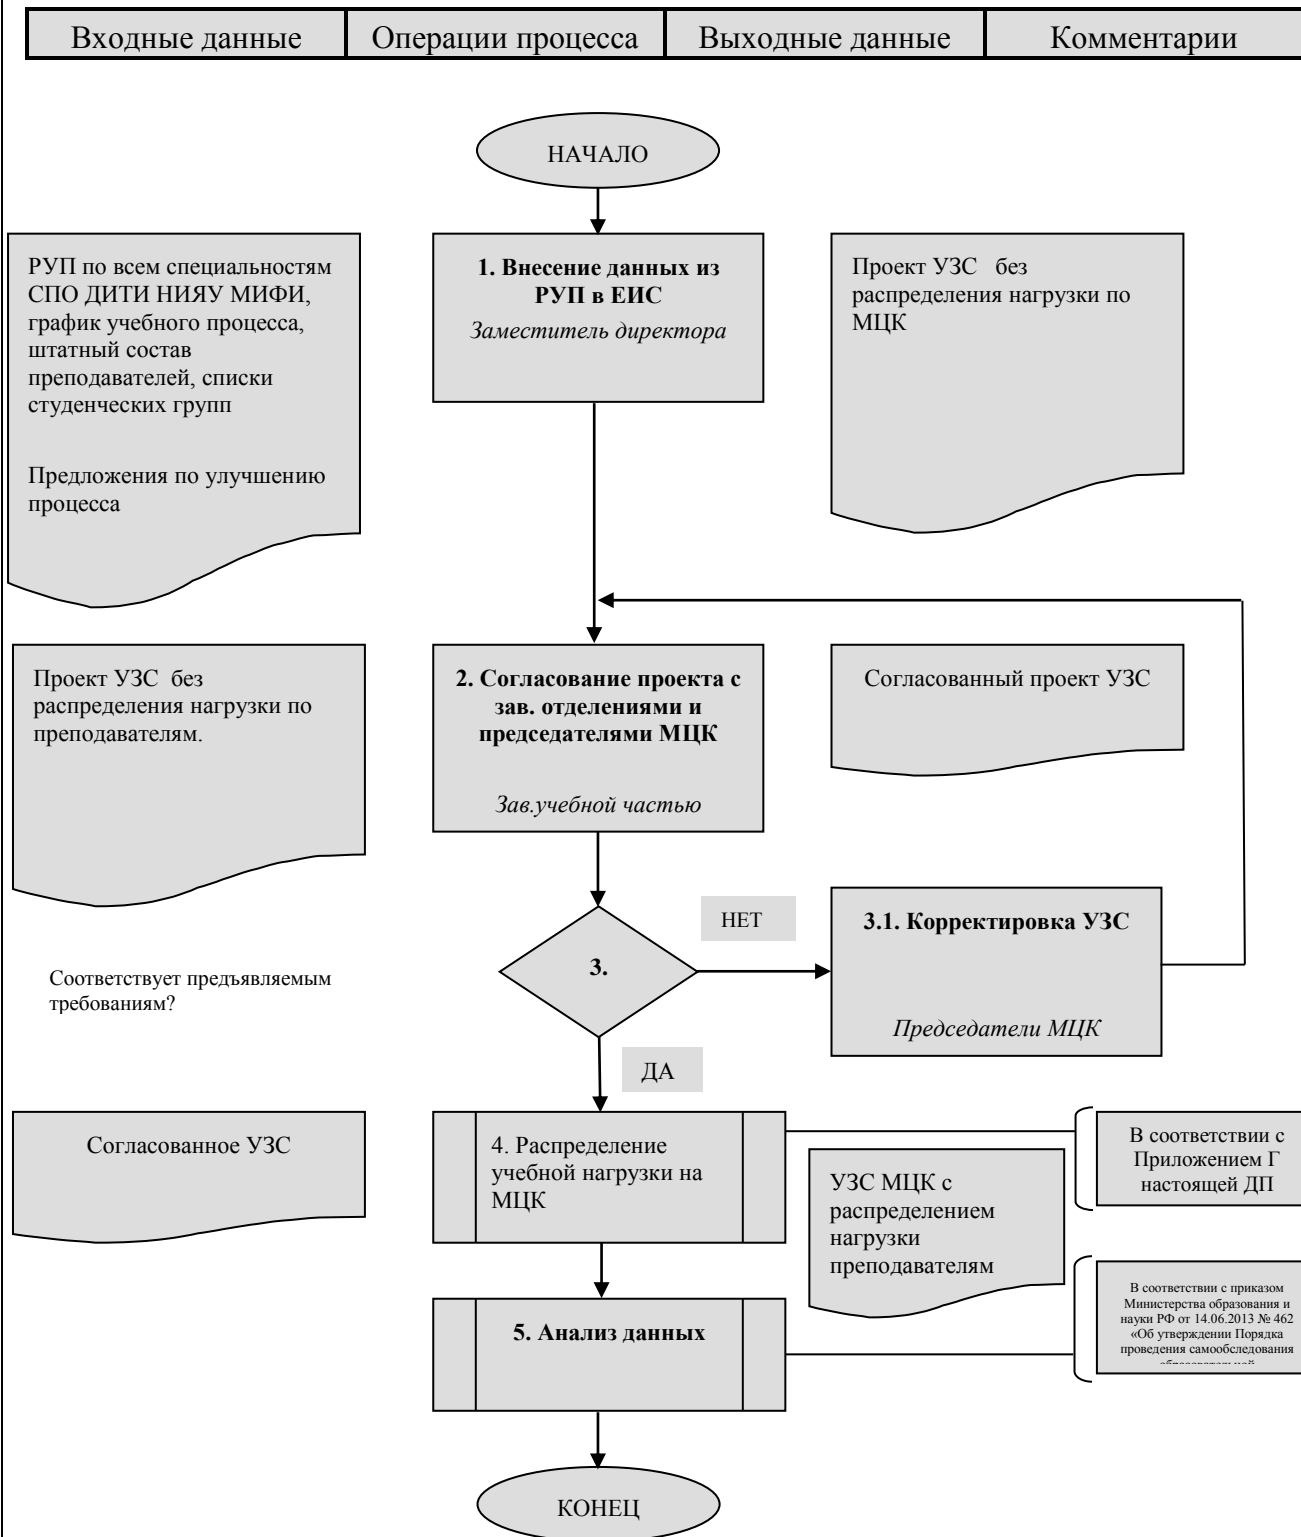 Входные данные
Операции процесса
Выходные данные
Комментарии
НАЧАЛО
РУП по всем специальностям
СПО ДИТИ НИЯУ МИФИ,
график учебного процесса,
штатный состав
преподавателей, списки
студенческих групп
Предложения по улучшению
процесса
1. Внесение данных из
РУП в ЕИС
Заместитель директора
Проект УЗС без
распределения нагрузки по
МЦК
Проект УЗС без
распределения нагрузки по
преподавателям.
2. Согласование проекта с
зав. отделениями и
председателями МЦК
Зав.учебной частью
Согласованный проект УЗС
Соответствует предъявляемым
требованиям?
3.
НЕТ
3.1. Корректировка УЗС
Председатели МЦК
ДА
Согласованное УЗС
4. Распределение
учебной нагрузки на
МЦК
УЗС МЦК с
распределением
нагрузки
преподавателям
В соответствии с
Приложением Г
настоящей ДП
5. Анализ данных
В соответствии с приказом
Министерства образования и
науки РФ от 14.06.2013 № 462
«Об утверждении Порядка
проведения самообследования
КОНЕЦ